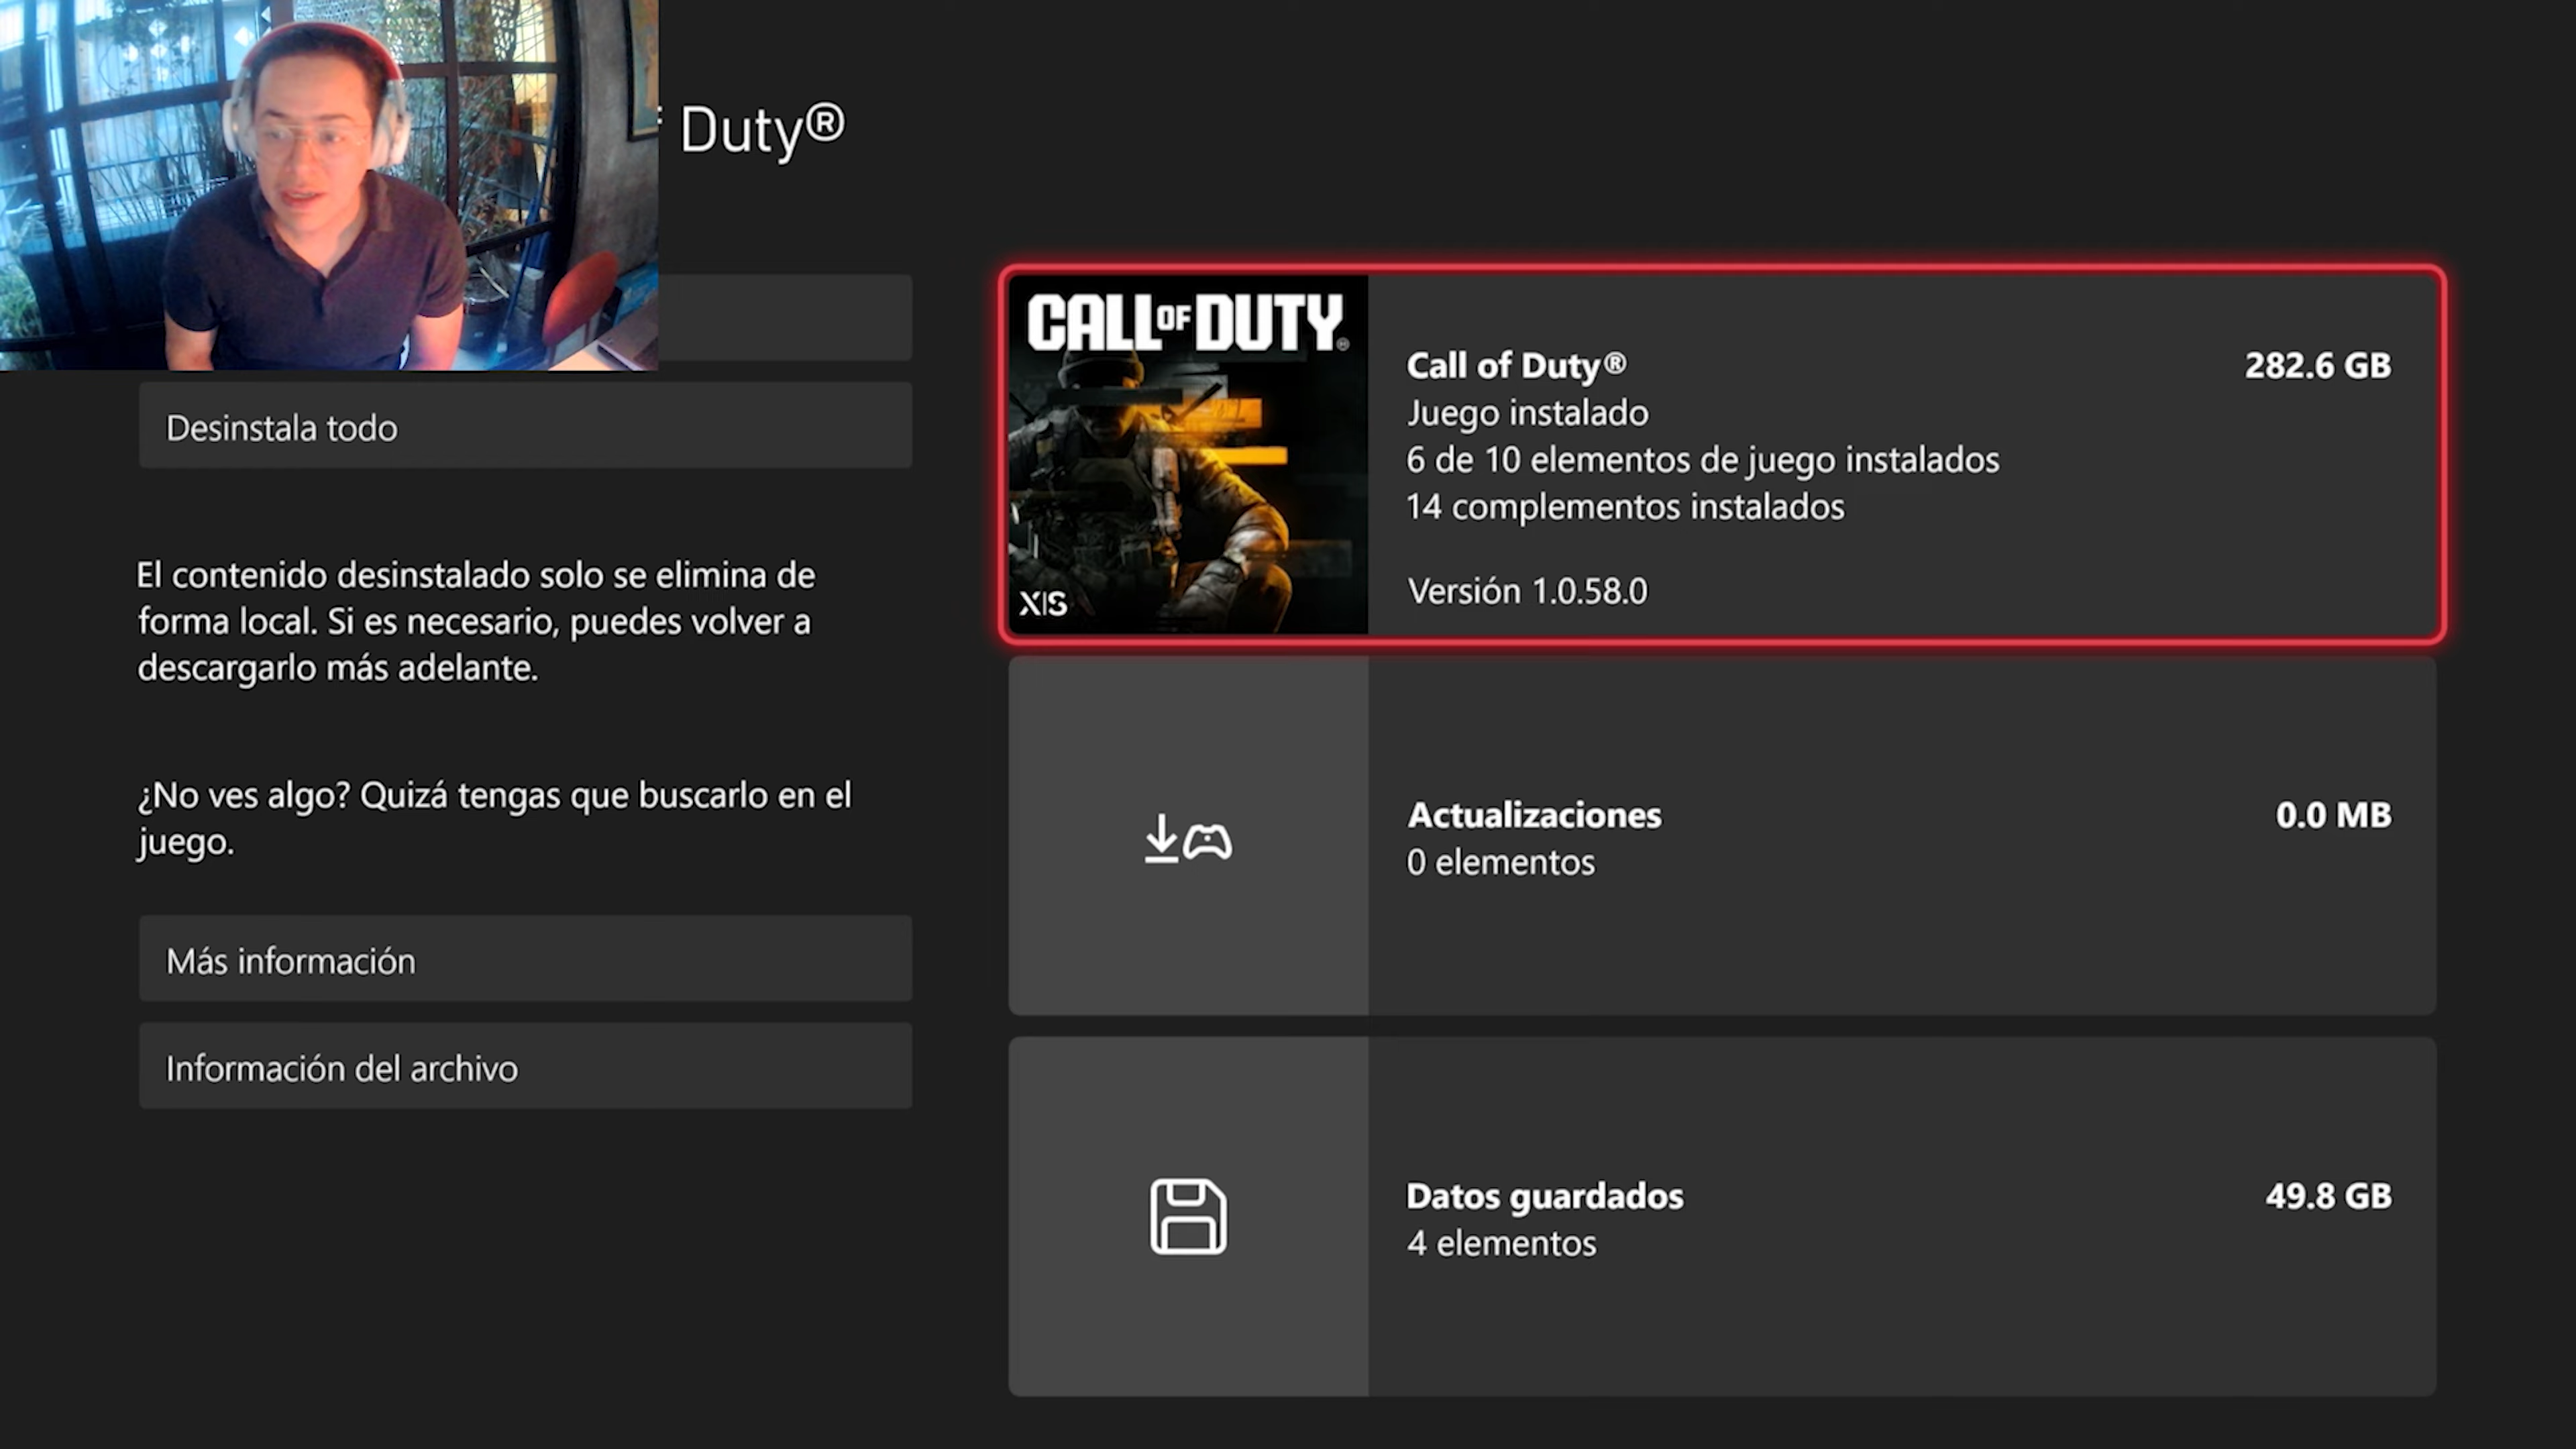 Duty®
Desinstala todo
El contenido desinstalado solo se elimina de
forma local. Si es necesario, puedes volver a
descargarlo más adelante.
¿No ves algo? Quizá tengas que buscarlo en el
juego.
Más información
Información del archivo
CALL OF DUTY®
X|S
Call of Duty® 282.6 GB
Juego instalado
6 de 10 elementos de juego instalados
14 complementos instalados
Versión 1.0.58.0
Actualizaciones 0.0 MB
0 elementos
Datos guardados 49.8 GB
4 elementos